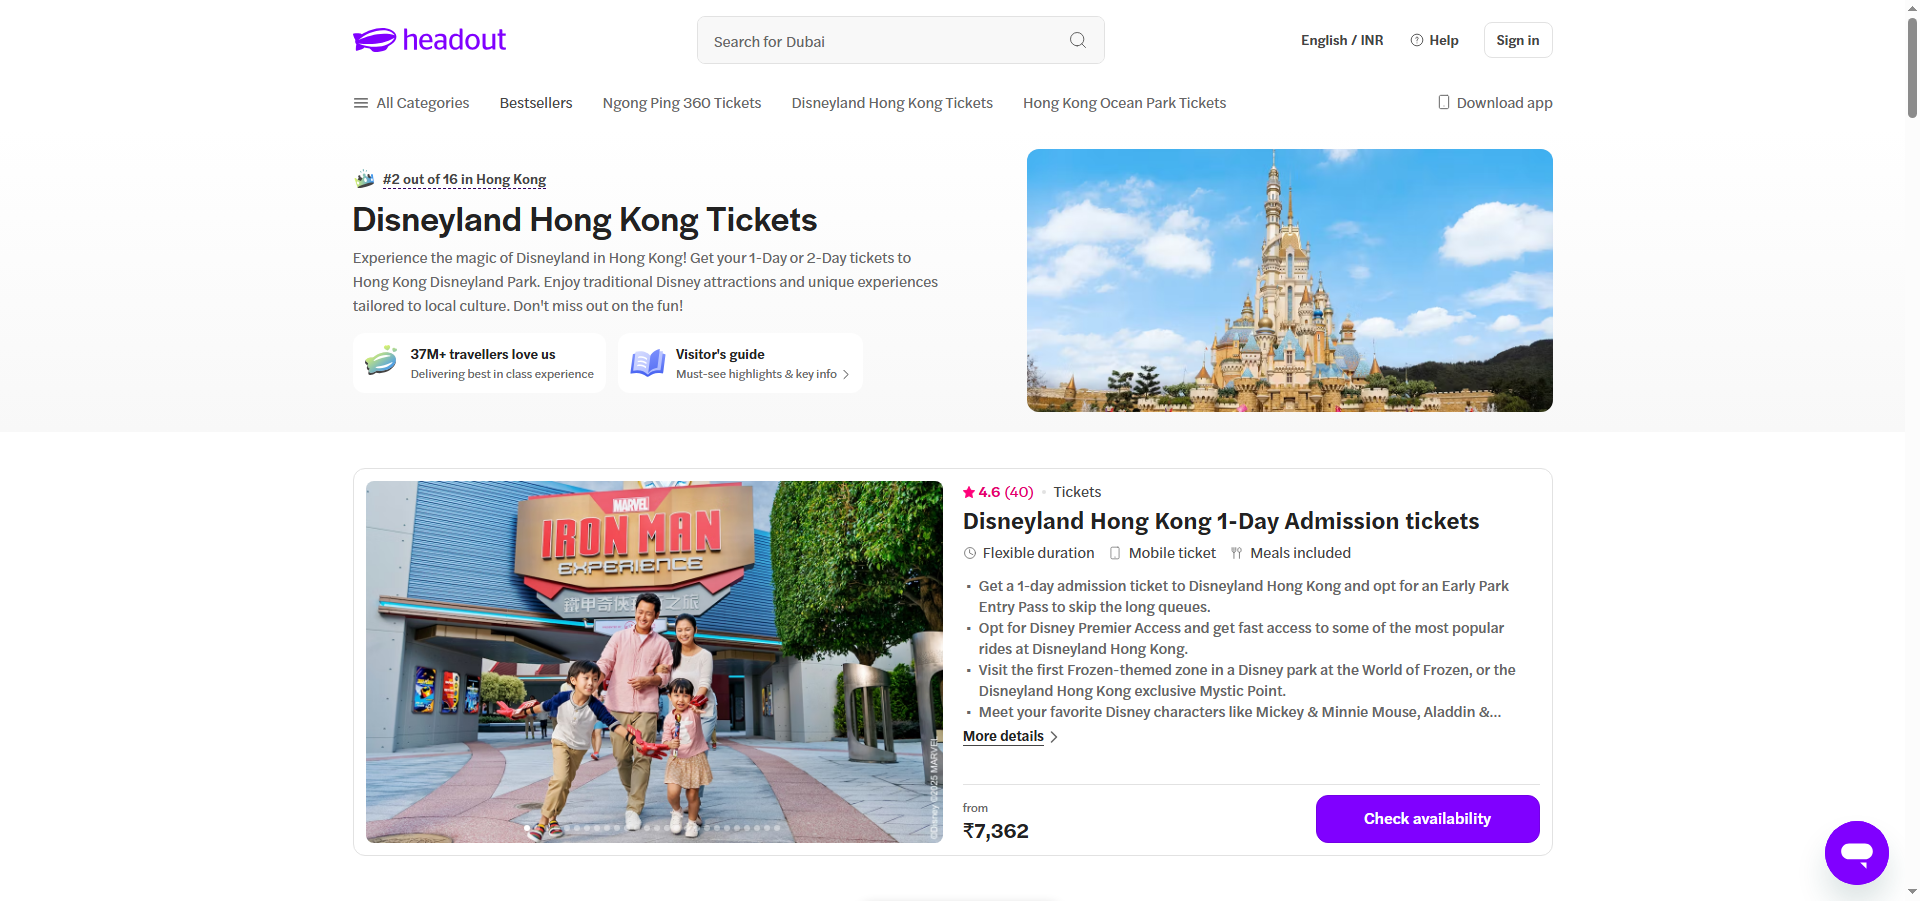 headout
Search for Dubai
English / INR
Help
Sign in
All Categories
Bestsellers
Ngong Ping 360 Tickets
Disneyland Hong Kong Tickets
Hong Kong Ocean Park Tickets
Download app
#2 out of 16 in Hong Kong
Disneyland Hong Kong Tickets
Experience the magic of Disneyland in Hong Kong! Get your 1-Day or 2-Day tickets to
Hong Kong Disneyland Park. Enjoy traditional Disney attractions and unique experiences
tailored to local culture. Don't miss out on the fun!
37M+ travellers love us
Delivering best in class experience
Visitor's guide
Must-see highlights & key info
MARVEL
IRON MAN
EXPERIENCE
©Disney ©2025 MARVEL
4.6 (40)
Tickets
Disneyland Hong Kong 1-Day Admission tickets
Flexible duration
Mobile ticket
Meals included
• Get a 1-day admission ticket to Disneyland Hong Kong and opt for an Early Park
Entry Pass to skip the long queues.
• Opt for Disney Premier Access and get fast access to some of the most popular
rides at Disneyland Hong Kong.
• Visit the first Frozen-themed zone in a Disney park at the World of Frozen, or the
Disneyland Hong Kong exclusive Mystic Point.
• Meet your favorite Disney characters like Mickey & Minnie Mouse, Aladdin &...
More details
from
₹7,362
Check availability